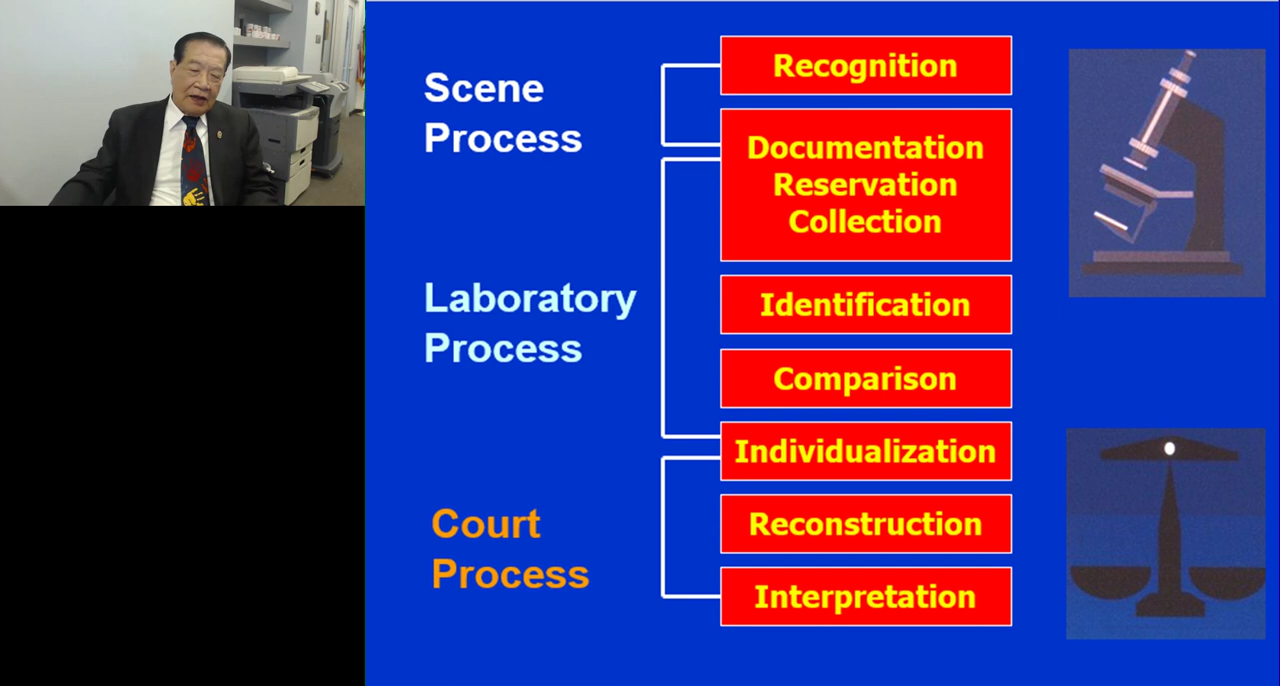 Scene
Process
Recognition
Documentation
Reservation
Collection
Laboratory
Process
Identification
Comparison
Individualization
Court
Process
Reconstruction
Interpretation